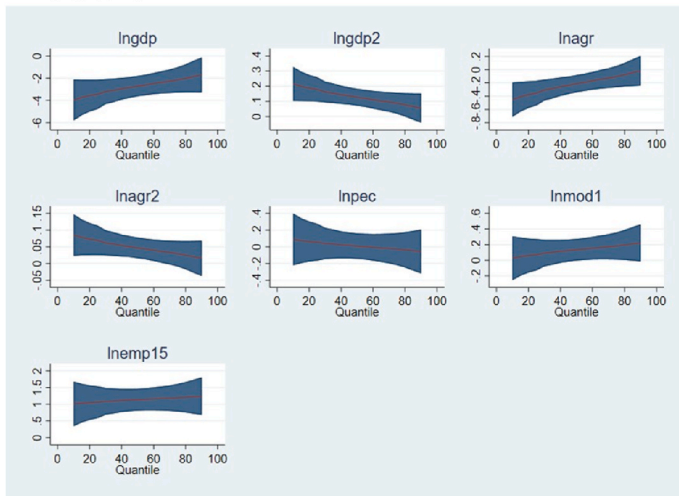 lngdp
0
-2
-4
-6
0 20 40 60 80 100
Quantile
lngdp2
.4
.3
.2
.1
0
0 20 40 60 80 100
Quantile
lnagr
-.8 -.6 -.4 -.2 0 .2
0 20 40 60 80 100
Quantile
lnagr2
-.05 0 .05 .1 .15
0 20 40 60 80 100
Quantile
lnpec
-.4 -.2 0 .2 .4
0 20 40 60 80 100
Quantile
lnmod1
-.2 0 .2 .4 .6
0 20 40 60 80 100
Quantile
lnemp15
0 .5 1 1.5 2
0 20 40 60 80 100
Quantile